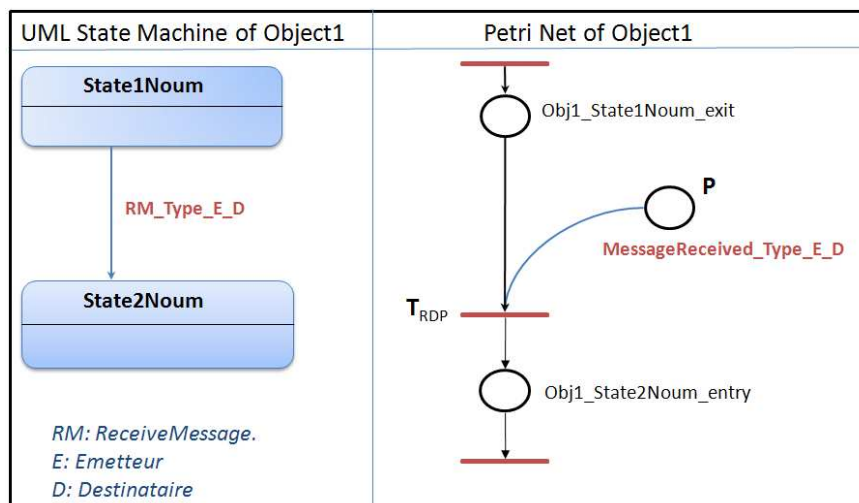 UML State Machine of Object1
State1Noum
RM_Type_E_D
State2Noum
RM: ReceiveMessage.
E: Emetteur
D: Destinataire
Petri Net of Object1
Obj1_State1Noum_exit
P
MessageReceived_Type_E_D
TRDP
Obj1_State2Noum_entry